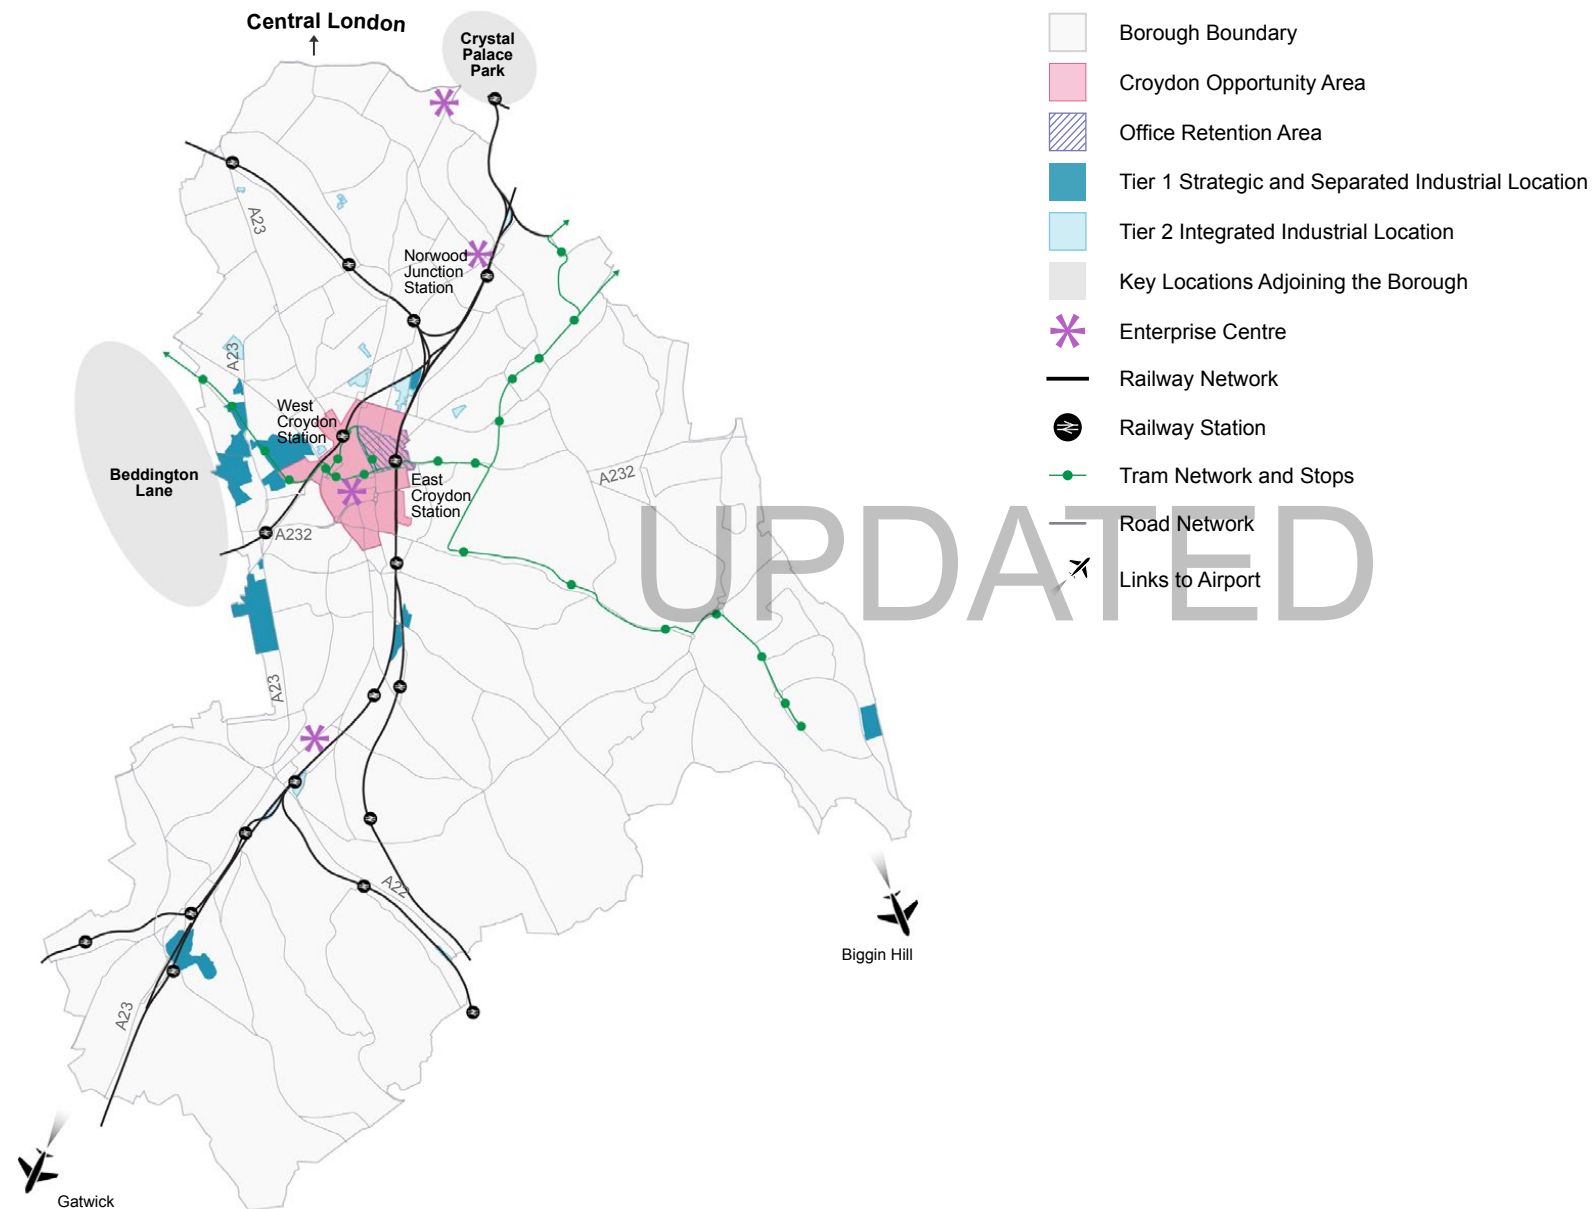 Central London
Crystal
Palace
Park
A23
Norwood
Junction
Station
A23
West
Croydon
Station
Beddington
Lane
East
Croydon
Station
A232
A232
A23
A22
A23
Biggin Hill
Gatwick
Borough Boundary
Croydon Opportunity Area
Office Retention Area
Tier 1 Strategic and Separated Industrial Location
Tier 2 Integrated Industrial Location
Key Locations Adjoining the Borough
Enterprise Centre
Railway Network
Railway Station
Tram Network and Stops
Road Network
Links to Airport
UPDATED